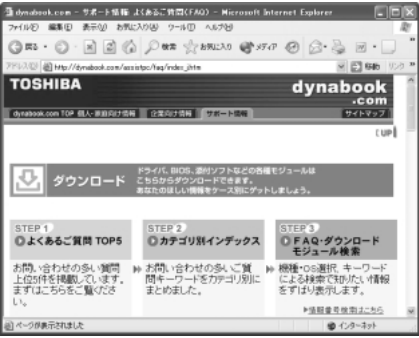 dynabook.com - サポート情報 よくあるご質問(FAQ) - Microsoft Internet Explorer
ファイル(F) 編集(E) 表示(V) お気に入り(A) ツール(T) ヘルプ(H)
戻る 検索 お気に入り メディア
アドレス(D) http://dynabook.com/assistpc/faq/index_j.htm 移動 リンク
TOSHIBA
dynabook.com
dynabook.com TOP 個人・家庭向け情報 企業向け情報 サポート情報 サイトマップ
[UP]
ダウンロード
ドライバ、BIOS、添付ソフトなどの各種モジュールは
こちらからダウンロードできます。
あなたのほしい情報をケース別にゲットしましょう。
STEP 1
よくあるご質問 TOP5
お問い合わせの多い質問
上位5件を掲載しています。
まずはこちらをご覧ください。
STEP 2
カテゴリ別インデックス
お問い合わせの多いご質
問キーワードをカテゴリ別に
まとめました。
STEP 3
FAQ・ダウンロード
モジュール検索
機種・OS選択、キーワード
による検索で知りたい情報
をずばり表示します。
情報番号検索はこちら
ページが表示されました
インターネット